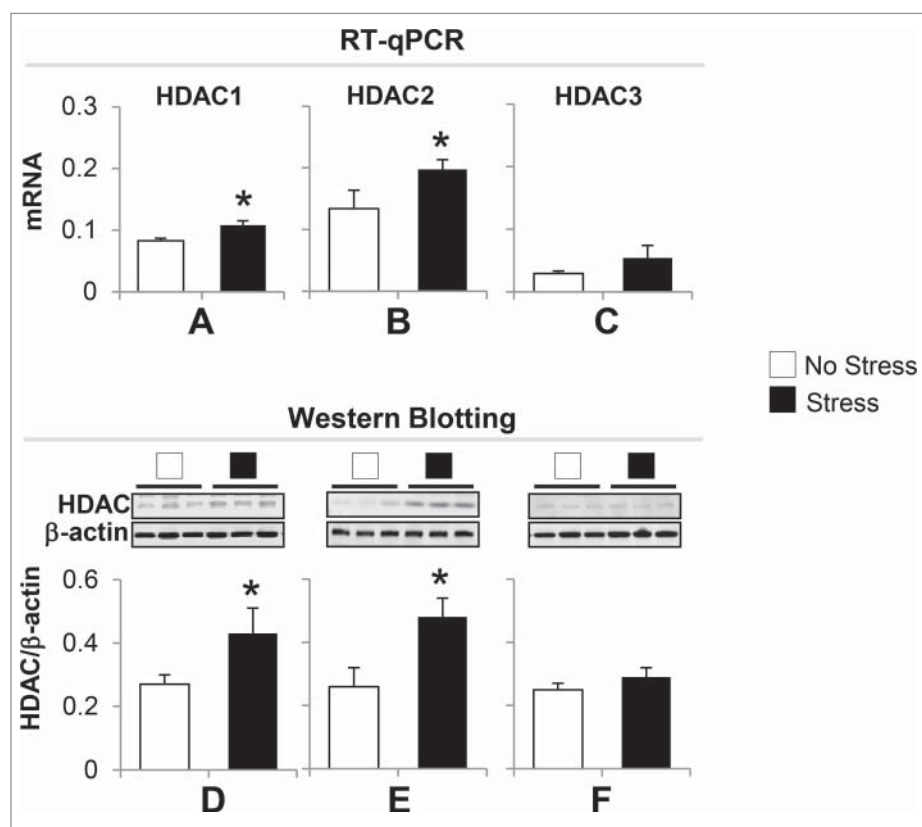 RT-qPCR
HDAC1 HDAC2 HDAC3
mRNA
0.3
0.2
0.1
0
* *
A B C
No Stress
Stress
Western Blotting
HDAC
β-actin
HDAC/β-actin
0.6
0.4
0.2
0
* *
D E F